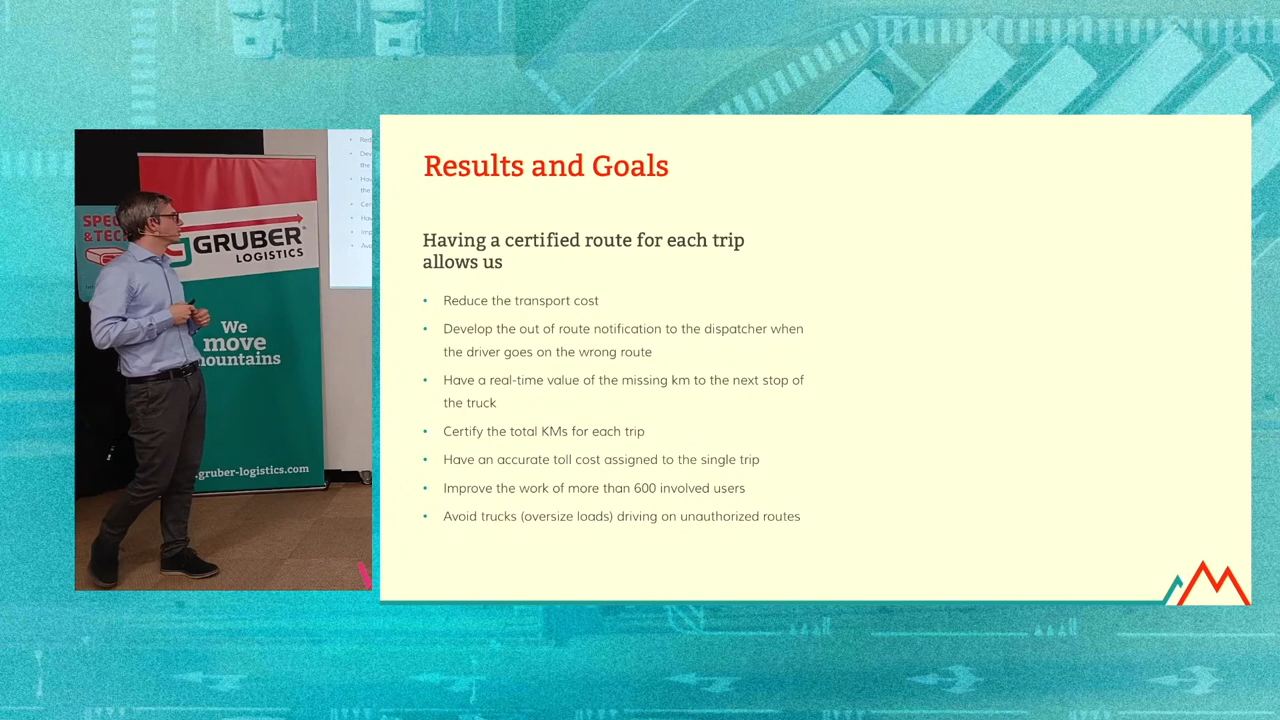 Results and Goals
Having a certified route for each trip
allows us
• Reduce the transport cost
• Develop the out of route notification to the dispatcher when
the driver goes on the wrong route
• Have a real-time value of the missing km to the next stop of
the truck
• Certify the total KMs for each trip
• Have an accurate toll cost assigned to the single trip
• Improve the work of more than 600 involved users
• Avoid trucks (oversize loads) driving on unauthorized routes
SPEC
&TEC
GRUBER
LOGISTICS
We
move
mountains
.gruber-logistics.com